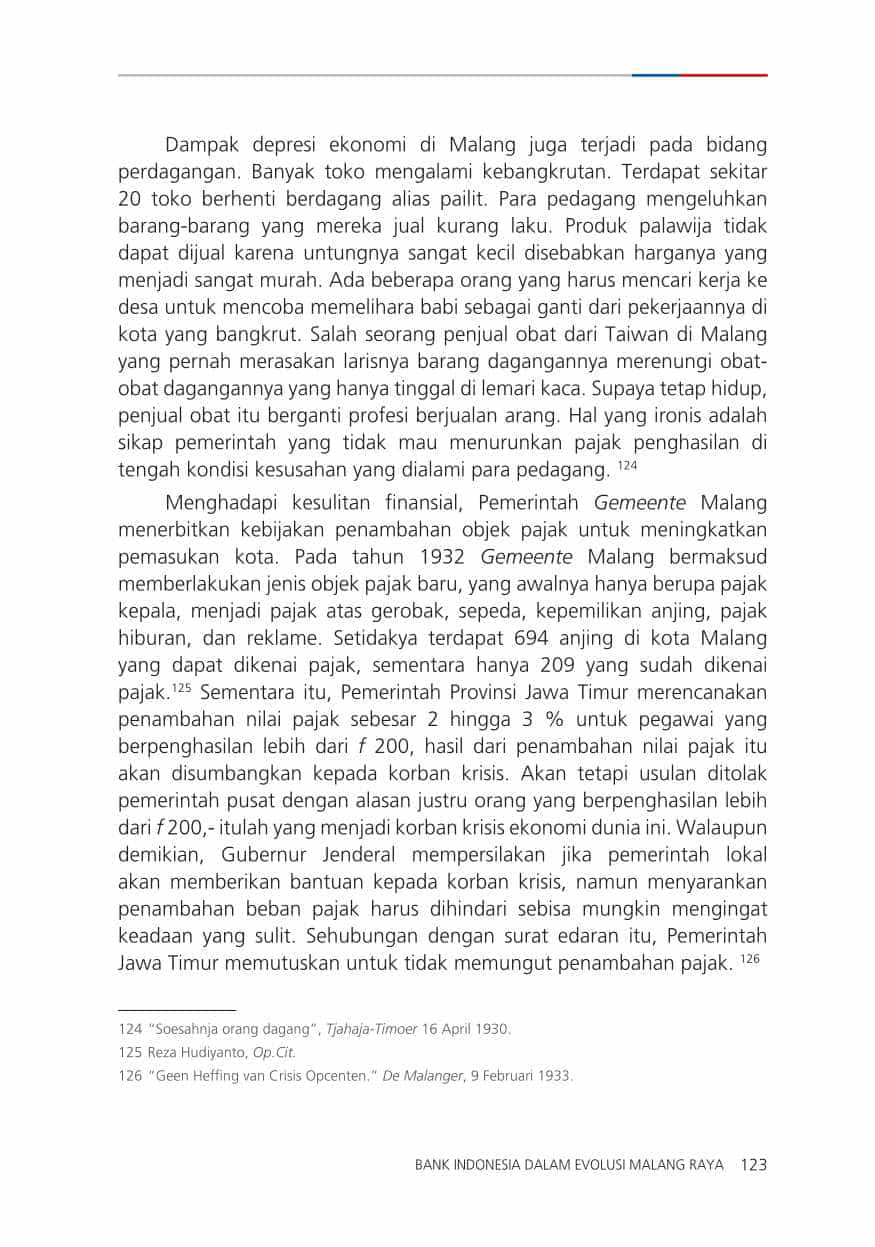 Dampak depresi ekonomi di Malang juga terjadi pada bidang
perdagangan. Banyak toko mengalami kebangkrutan. Terdapat sekitar
20 toko berhenti berdagang alias pailit. Para pedagang mengeluhkan
barang-barang yang mereka jual kurang laku. Produk palawija tidak
dapat dijual karena untungnya sangat kecil disebabkan harganya yang
menjadi sangat murah. Ada beberapa orang yang harus mencari kerja ke
desa untuk mencoba memelihara babi sebagai ganti dari pekerjaannya di
kota yang bangkrut. Salah seorang penjual obat dari Taiwan di Malang
yang pernah merasakan larisnya barang dagangannya merenungi obat-
obat dagangannya yang hanya tinggal di lemari kaca. Supaya tetap hidup,
penjual obat itu berganti profesi berjualan arang. Hal yang ironis adalah
sikap pemerintah yang tidak mau menurunkan pajak penghasilan di
tengah kondisi kesusahan yang dialami para pedagang. 124
Menghadapi kesulitan finansial, Pemerintah Gemeente Malang
menerbitkan kebijakan penambahan objek pajak untuk meningkatkan
pemasukan kota. Pada tahun 1932 Gemeente Malang bermaksud
memberlakukan jenis objek pajak baru, yang awalnya hanya berupa pajak
kepala, menjadi pajak atas gerobak, sepeda, kepemilikan anjing, pajak
hiburan, dan reklame. Setidakya terdapat 694 anjing di kota Malang
yang dapat dikenai pajak, sementara hanya 209 yang sudah dikenai
pajak.125 Sementara itu, Pemerintah Provinsi Jawa Timur merencanakan
penambahan nilai pajak sebesar 2 hingga 3 % untuk pegawai yang
berpenghasilan lebih dari f 200, hasil dari penambahan nilai pajak itu
akan disumbangkan kepada korban krisis. Akan tetapi usulan ditolak
pemerintah pusat dengan alasan justru orang yang berpenghasilan lebih
dari f 200,- itulah yang menjadi korban krisis ekonomi dunia ini. Walaupun
demikian, Gubernur Jenderal mempersilakan jika pemerintah lokal
akan memberikan bantuan kepada korban krisis, namun menyarankan
penambahan beban pajak harus dihindari sebisa mungkin mengingat
keadaan yang sulit. Sehubungan dengan surat edaran itu, Pemerintah
Jawa Timur memutuskan untuk tidak memungut penambahan pajak. 126
124 “Soesahnja orang dagang”, Tjahaja-Timoer 16 April 1930.
125 Reza Hudiyanto, Op.Cit.
126 “Geen Heffing van Crisis Opcenten.” De Malanger, 9 Februari 1933.
BANK INDONESIA DALAM EVOLUSI MALANG RAYA 123